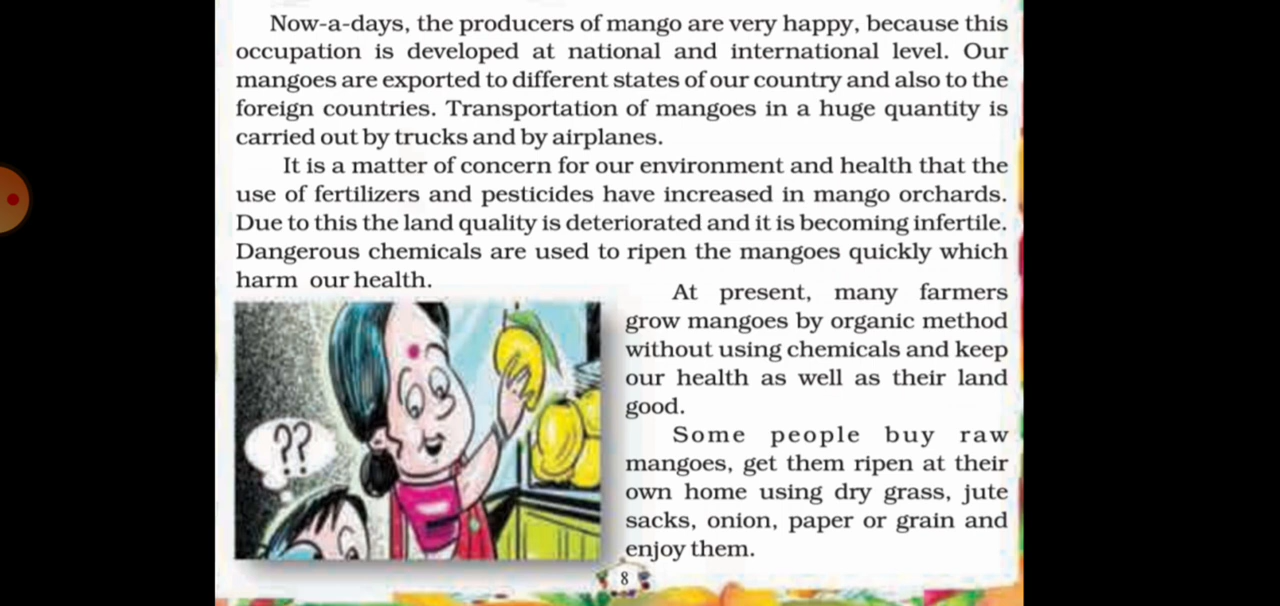 Now-a-days, the producers of mango are very happy, because this
occupation is developed at national and international level. Our
mangoes are exported to different states of our country and also to the
foreign countries. Transportation of mangoes in a huge quantity is
carried out by trucks and by airplanes.
It is a matter of concern for our environment and health that the
use of fertilizers and pesticides have increased in mango orchards.
Due to this the land quality is deteriorated and it is becoming infertile.
Dangerous chemicals are used to ripen the mangoes quickly which
harm our health.
At present, many farmers
grow mangoes by organic method
without using chemicals and keep
our health as well as their land
good.
Some people buy raw
mangoes, get them ripen at their
own home using dry grass, jute
sacks, onion, paper or grain and
enjoy them.
??
8